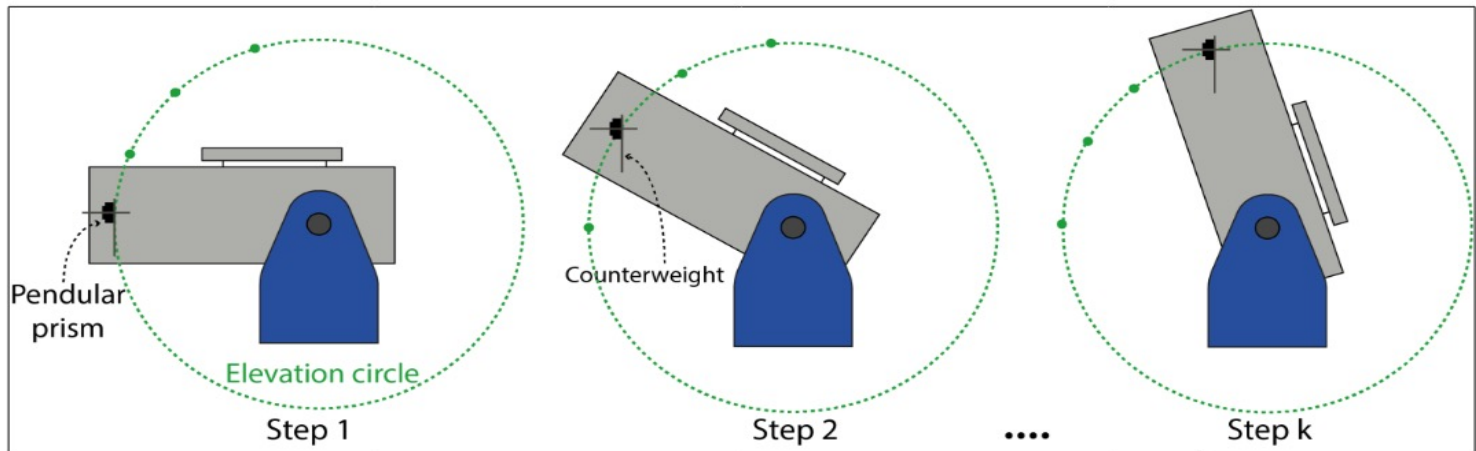 Pendular
prism
Counterweight
Elevation circle
Step 1
Step 2
....
Step k